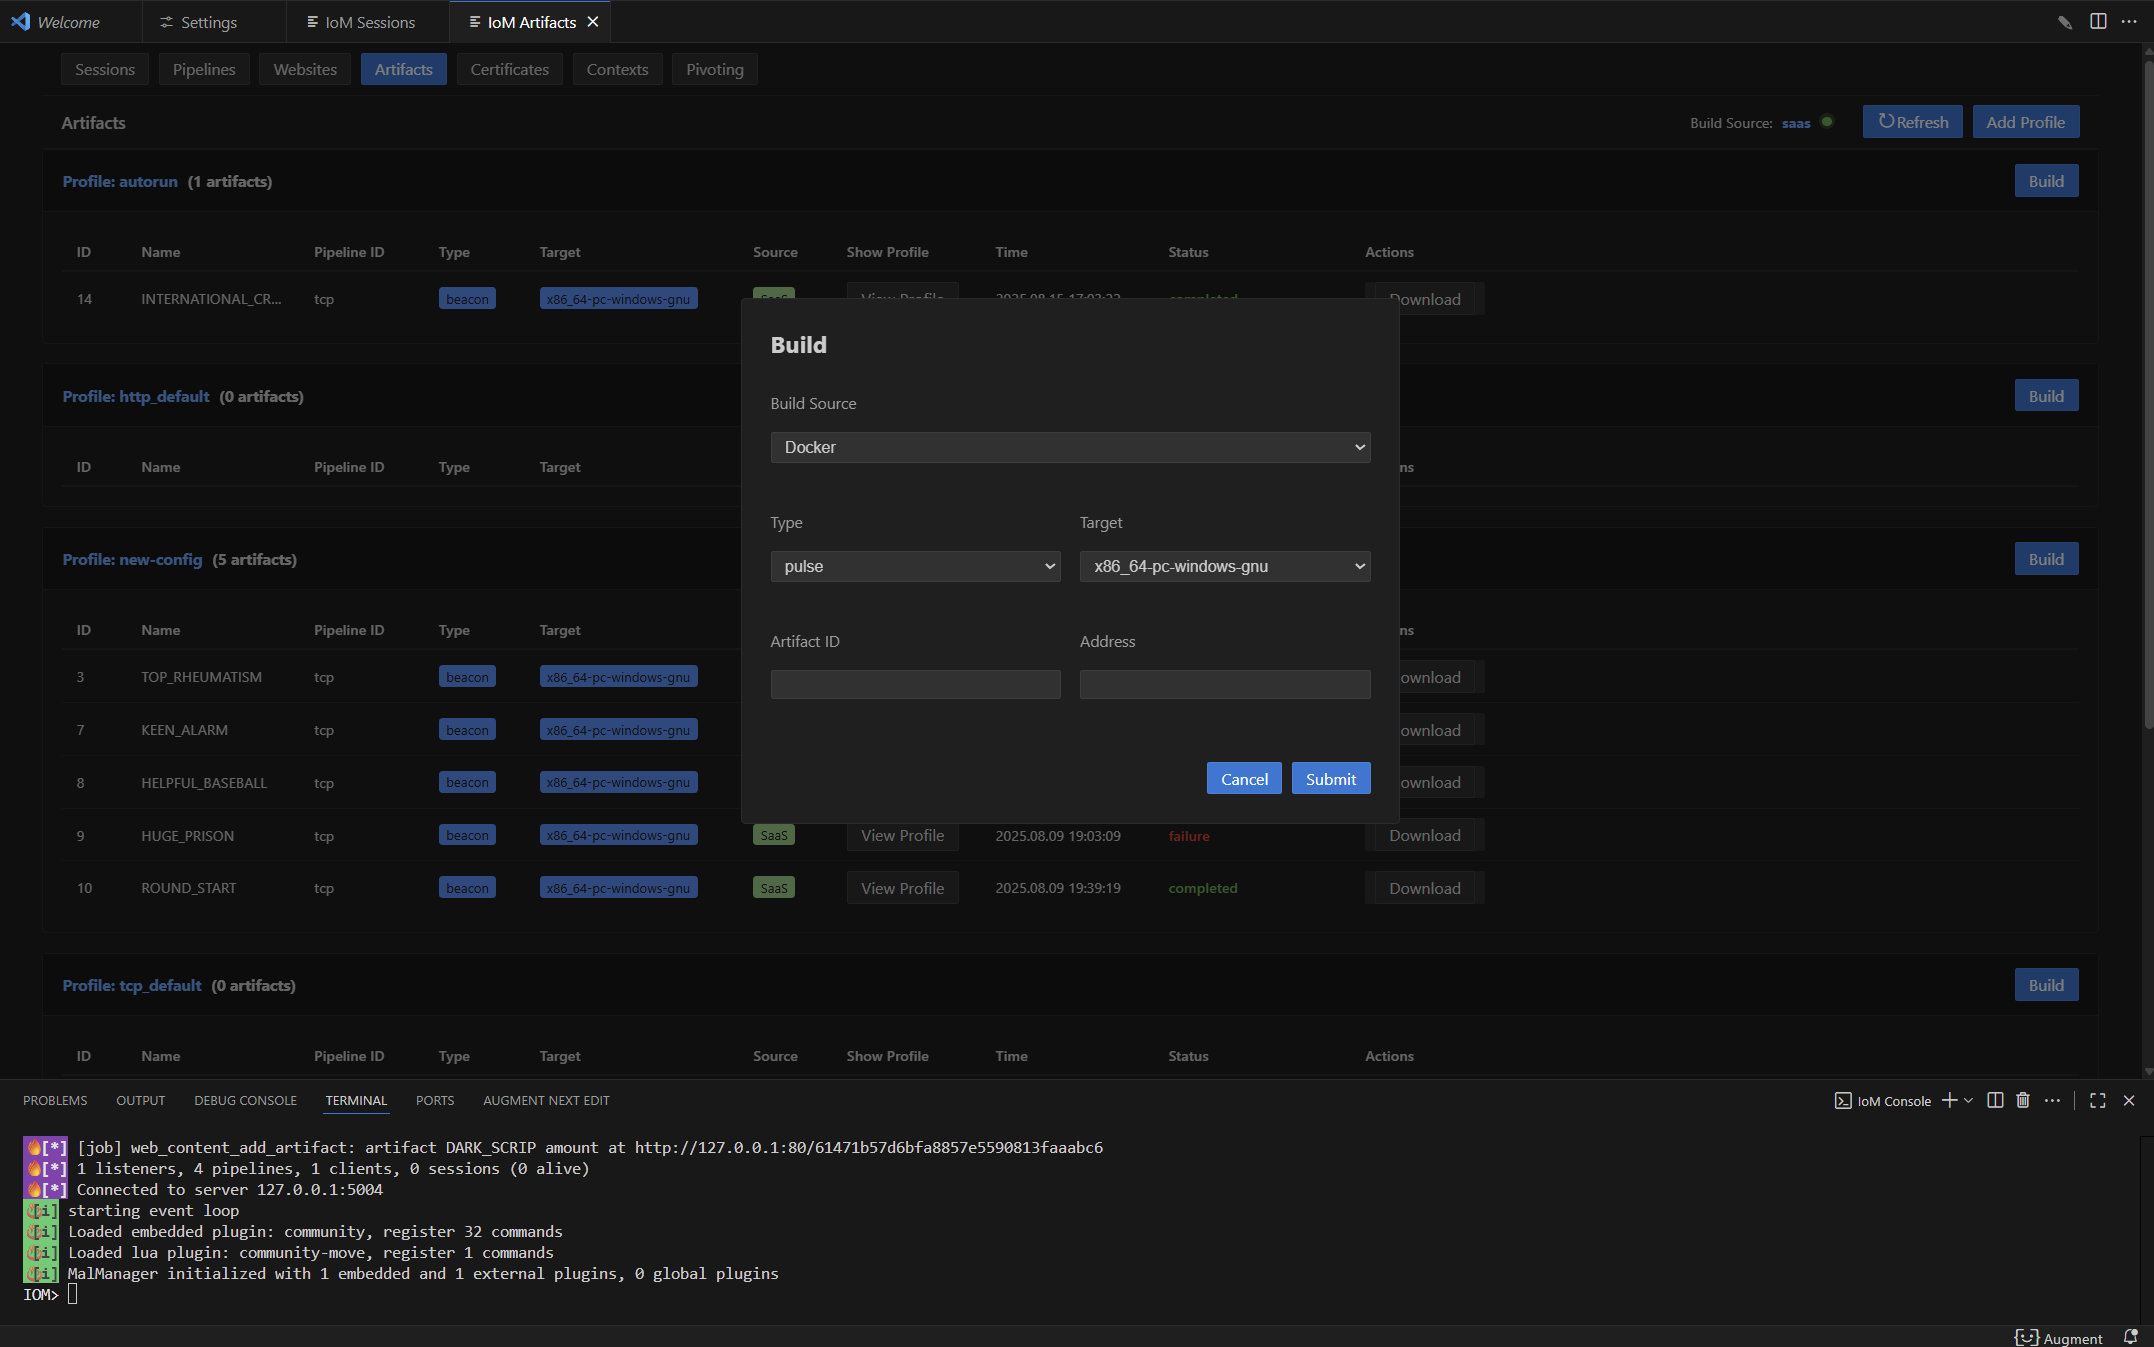 Welcome Settings IoM Sessions IoM Artifacts
Sessions Pipelines Websites Artifacts Certificates Contexts Pivoting
Artifacts Build Source: saas Refresh Add Profile
Profile: autorun (1 artifacts) Build
ID Name Pipeline ID Type Target Source Show Profile Time Status Actions
14 INTERNATIONAL_CR... tcp beacon x86_64-pc-windows-gnu SaaS View Profile 2025.08.15 17:03:22 completed Download
Profile: http_default (0 artifacts) Build
ID Name Pipeline ID Type Target ns
Profile: new-config (5 artifacts) Build
ID Name Pipeline ID Type Target ns
3 TOP_RHEUMATISM tcp beacon x86_64-pc-windows-gnu ownload
7 KEEN_ALARM tcp beacon x86_64-pc-windows-gnu ownload
8 HELPFUL_BASEBALL tcp beacon x86_64-pc-windows-gnu ownload
9 HUGE_PRISON tcp beacon x86_64-pc-windows-gnu SaaS View Profile 2025.08.09 19:03:09 failure Download
10 ROUND_START tcp beacon x86_64-pc-windows-gnu SaaS View Profile 2025.08.09 19:39:19 completed Download
Profile: tcp_default (0 artifacts) Build
ID Name Pipeline ID Type Target Source Show Profile Time Status Actions
Build
Build Source
Docker
Type Target
pulse x86_64-pc-windows-gnu
Artifact ID Address
Cancel Submit
PROBLEMS OUTPUT DEBUG CONSOLE TERMINAL PORTS AUGMENT NEXT EDIT IoM Console
[*] [job] web_content_add_artifact: artifact DARK_SCRIP amount at http://127.0.0.1:80/61471b57d6bfa8857e5590813faaabc6
[*] 1 listeners, 4 pipelines, 1 clients, 0 sessions (0 alive)
[*] Connected to server 127.0.0.1:5004
[i] starting event loop
[i] Loaded embedded plugin: community, register 32 commands
[i] Loaded lua plugin: community-move, register 1 commands
[i] MalManager initialized with 1 embedded and 1 external plugins, 0 global plugins
IOM>
Augment